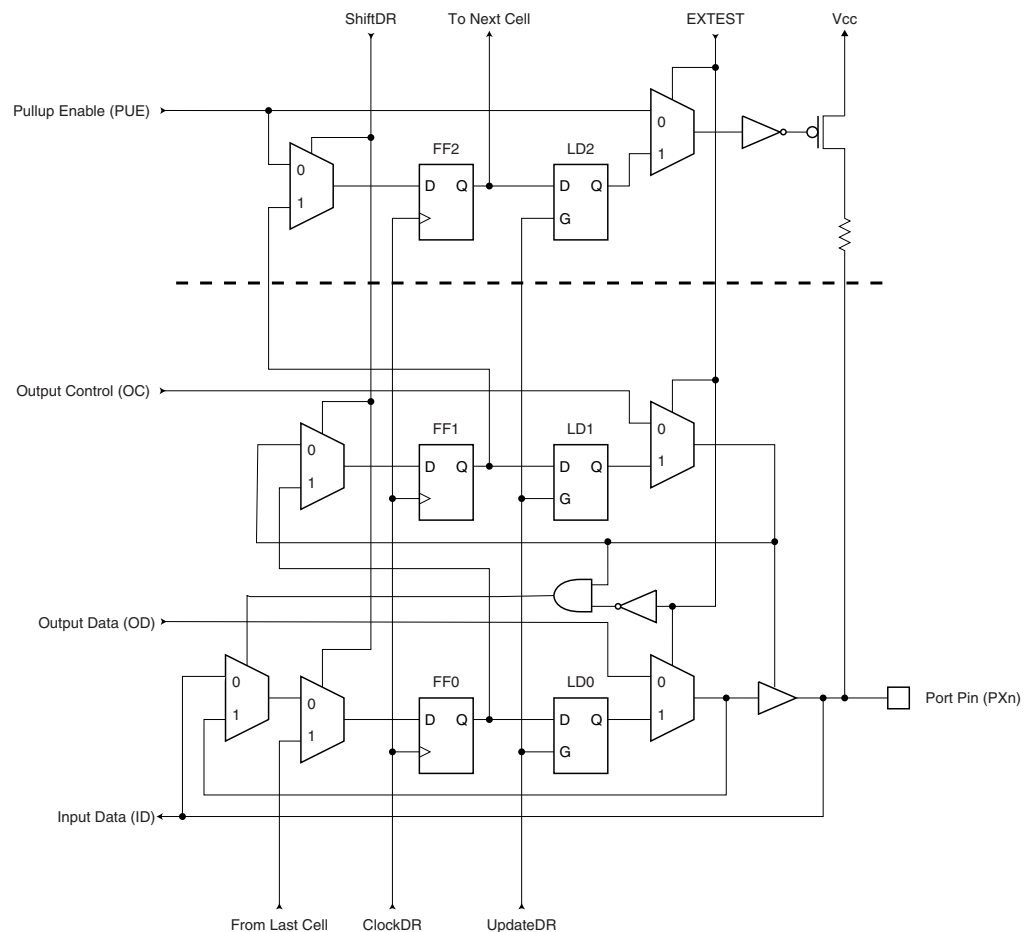 ShiftDR To Next Cell EXTEST Vcc
Pullup Enable (PUE)
0
1
0
1
FF2
D Q
LD2
D Q
G
Output Control (OC)
0
1
0
1
FF1
D Q
LD1
D Q
G
Output Data (OD)
0
1
0
1
0
1
FF0
D Q
LD0
D Q
G
Port Pin (PXn)
Input Data (ID)
From Last Cell ClockDR UpdateDR